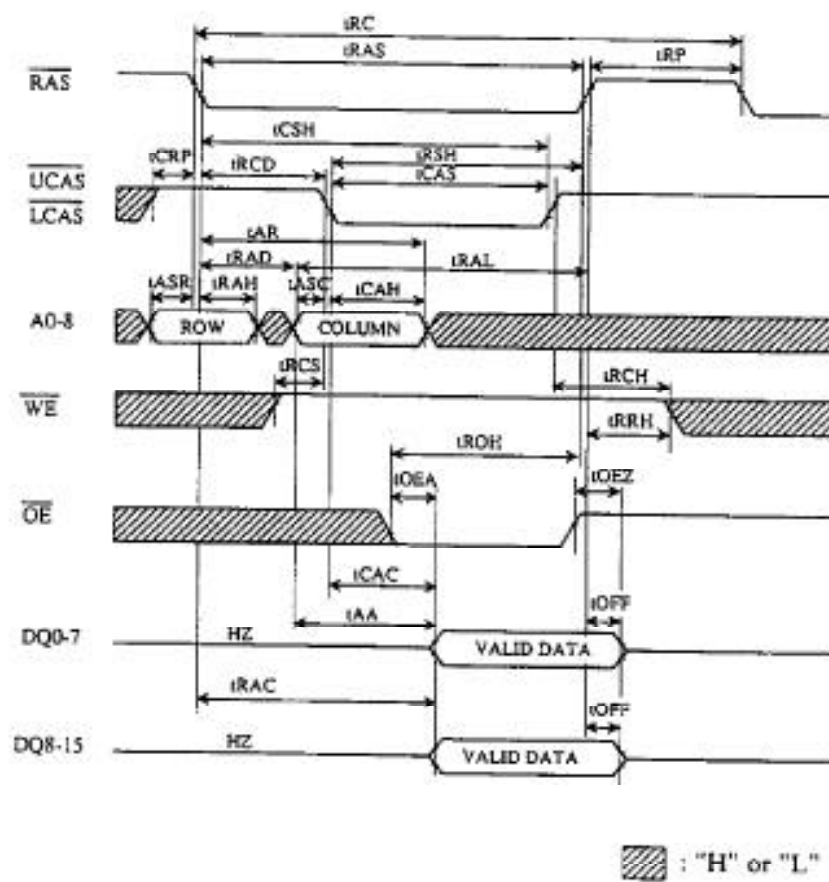 tRC
tRAS
tRP
RAS
tCSH
tCRP
tRCD
tRSH
UCAS
tCAS
LCAS
tAR
tRAD
tRAL
tASR
tRAH
tASC
tCAH
A0-8
ROW
COLUMN
tRCS
tRCH
WE
tRRH
tROH
tOEA
tOEZ
OE
tCAC
tOFF
tAA
DQ0-7
HZ
VALID DATA
tRAC
tOFF
DQ8-15
HZ
VALID DATA
: "H" or "L"